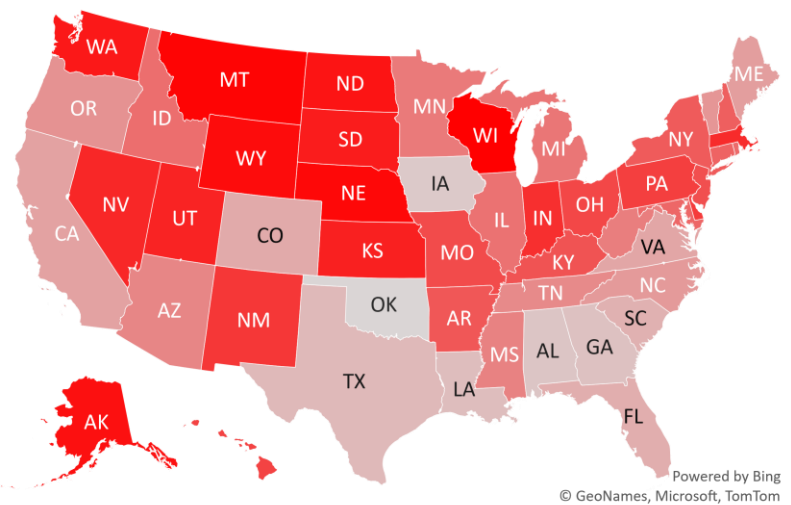 WA
MT
ND
MN
ME
OR
ID
SD
WI
MI
NY
WY
IA
NE
PA
NV
UT
CO
IL
IN
OH
CA
KS
MO
VA
KY
AZ
NM
OK
TN
NC
AR
SC
MS
AL
GA
TX
LA
FL
AK
Powered by Bing
© GeoNames, Microsoft, TomTom